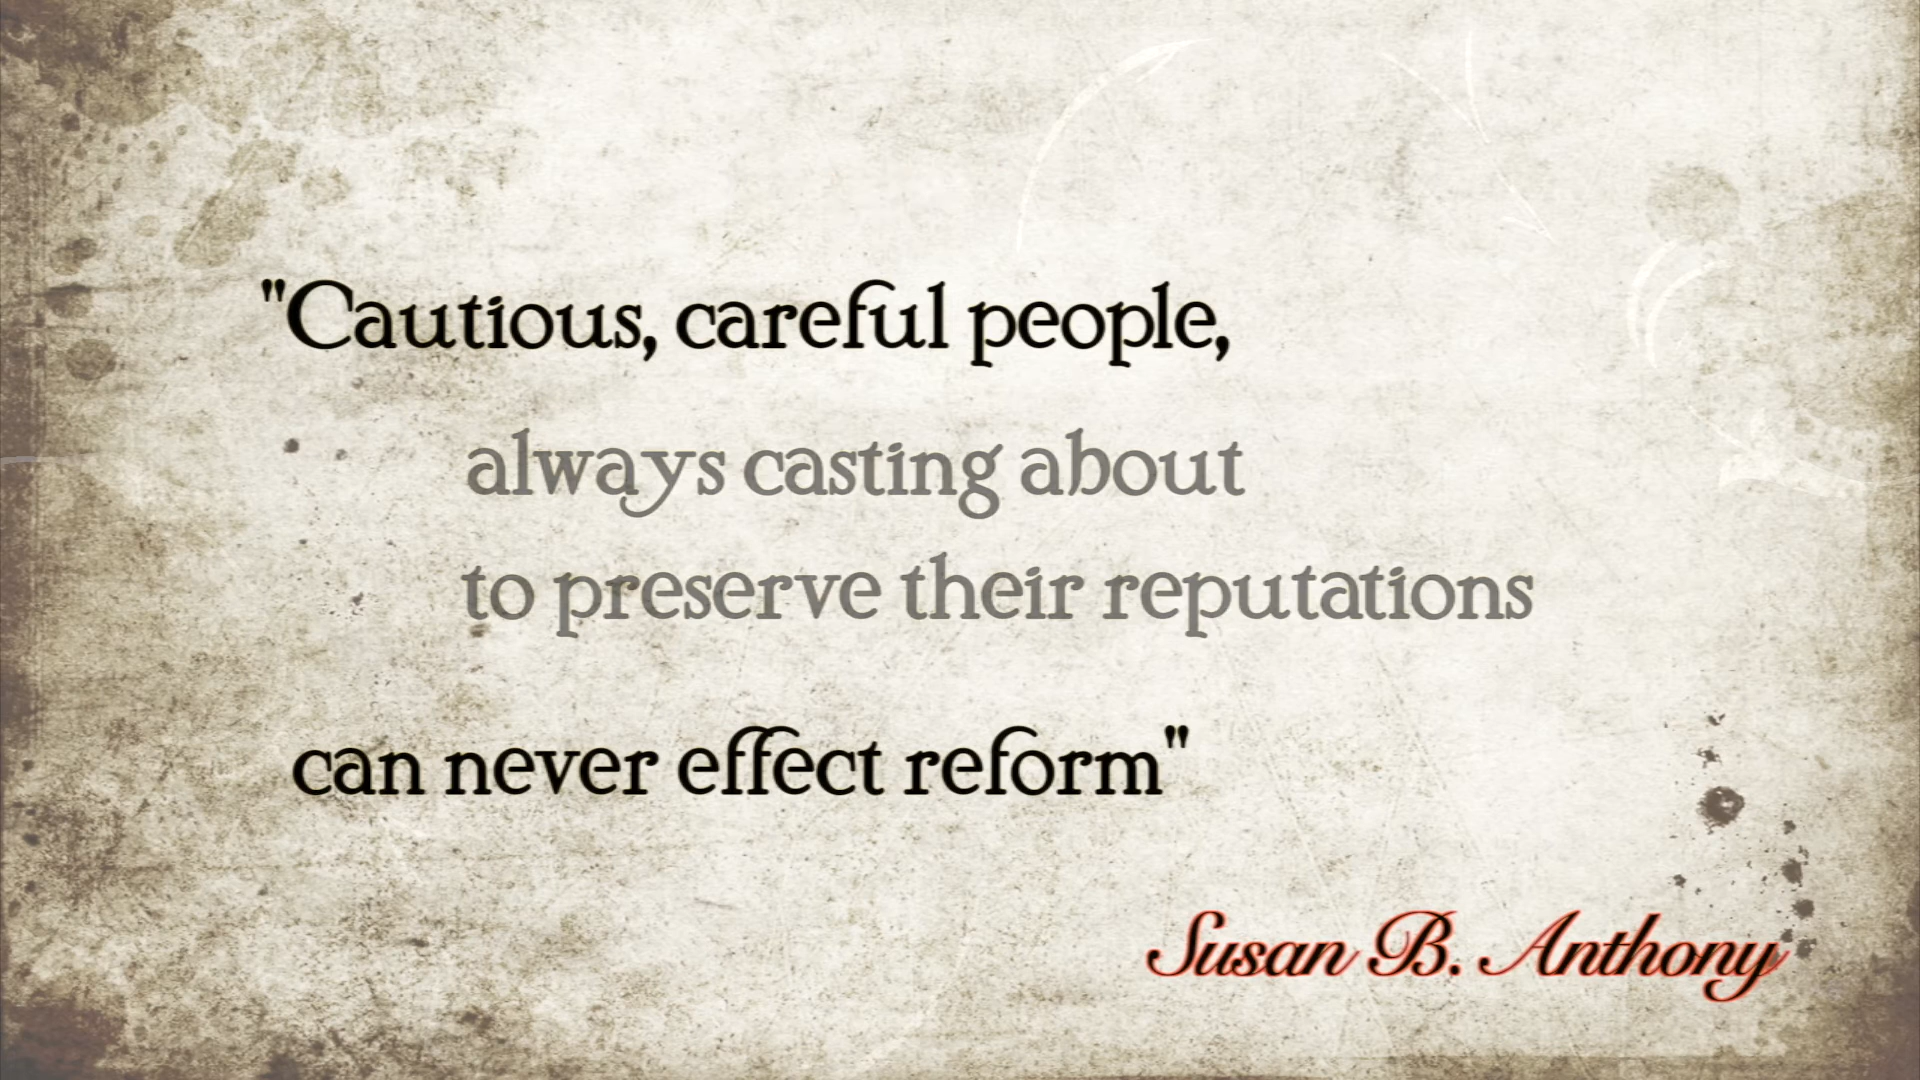 "Cautious, careful people,
always casting about
to preserve their reputations
can never effect reform"
Susan B. Anthony